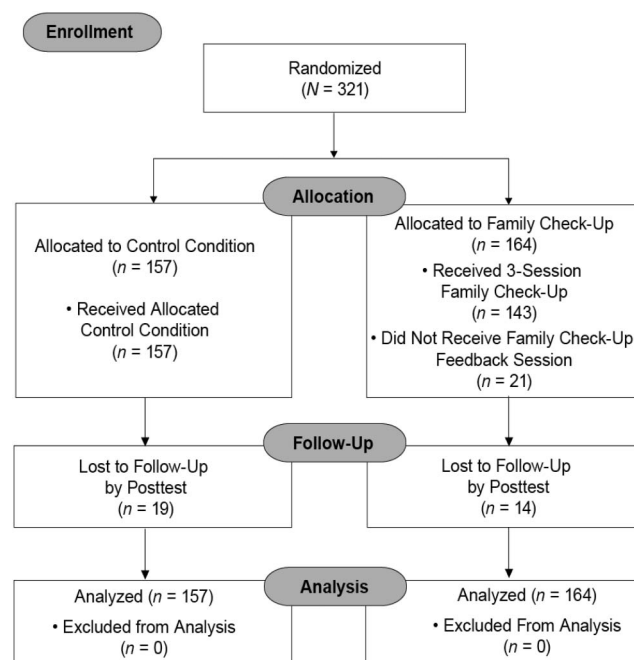 Enrollment
Randomized
(N = 321)
Allocation
Allocated to Control Condition
(n = 157)
• Received Allocated
Control Condition
(n = 157)
Allocated to Family Check-Up
(n = 164)
• Received 3-Session
Family Check-Up
(n = 143)
• Did Not Receive Family Check-Up
Feedback Session
(n = 21)
Follow-Up
Lost to Follow-Up
by Posttest
(n = 19)
Lost to Follow-Up
by Posttest
(n = 14)
Analysis
Analyzed (n = 157)
• Excluded from Analysis
(n = 0)
Analyzed (n = 164)
• Excluded From Analysis
(n = 0)